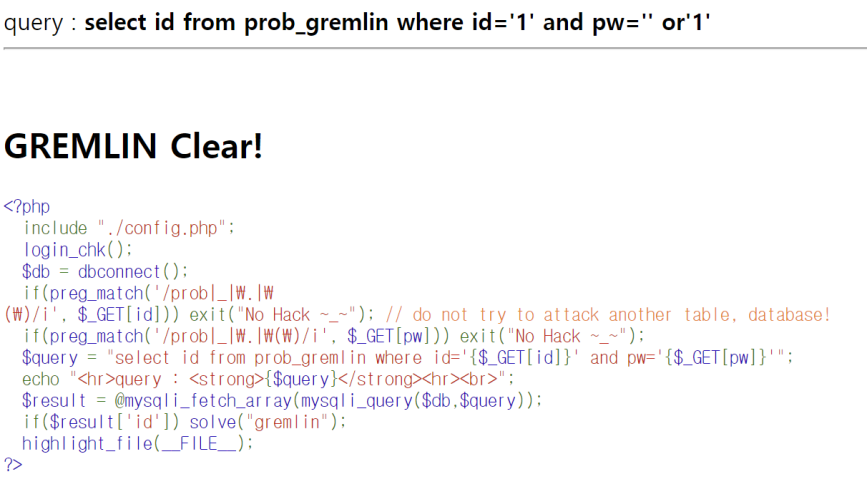 query : select id from prob_gremlin where id='1' and pw='' or'1'
GREMLIN Clear!
<?php
include "./config.php";
login_chk();
$db = dbconnect();
if(preg_match('/prob|_|₩.|₩
(₩)/i', $_GET[id])) exit("No Hack ~_~"); // do not try to attack another table, database!
if(preg_match('/prob|_|₩.|₩(₩)/i', $_GET[pw])) exit("No Hack ~_~");
$query = "select id from prob_gremlin where id='{$_GET[id]}' and pw='{$_GET[pw]}'";
echo "<hr>query : <strong>{$query}</strong><hr><br>";
$result = @mysqli_fetch_array(mysqli_query($db,$query));
if($result['id']) solve("gremlin");
highlight_file(__FILE__);
?>